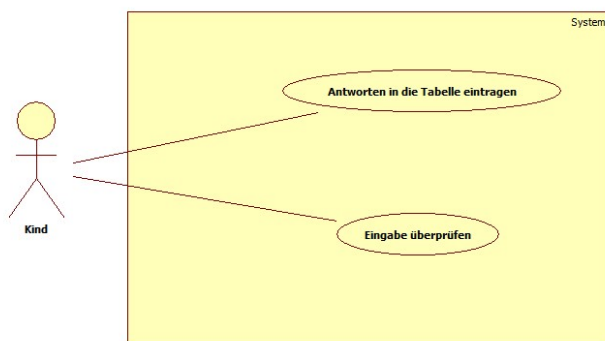 System
Antworten in die Tabelle eintragen
Kind
Eingabe überprüfen